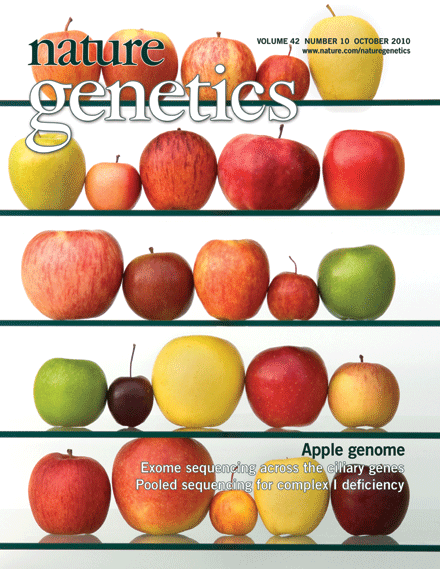 nature
genetics
VOLUME 42 NUMBER 10 OCTOBER 2010
www.nature.com/naturegenetics
Apple genome
Exome sequencing across the ciliary genes
Pooled sequencing for complex I deficiency